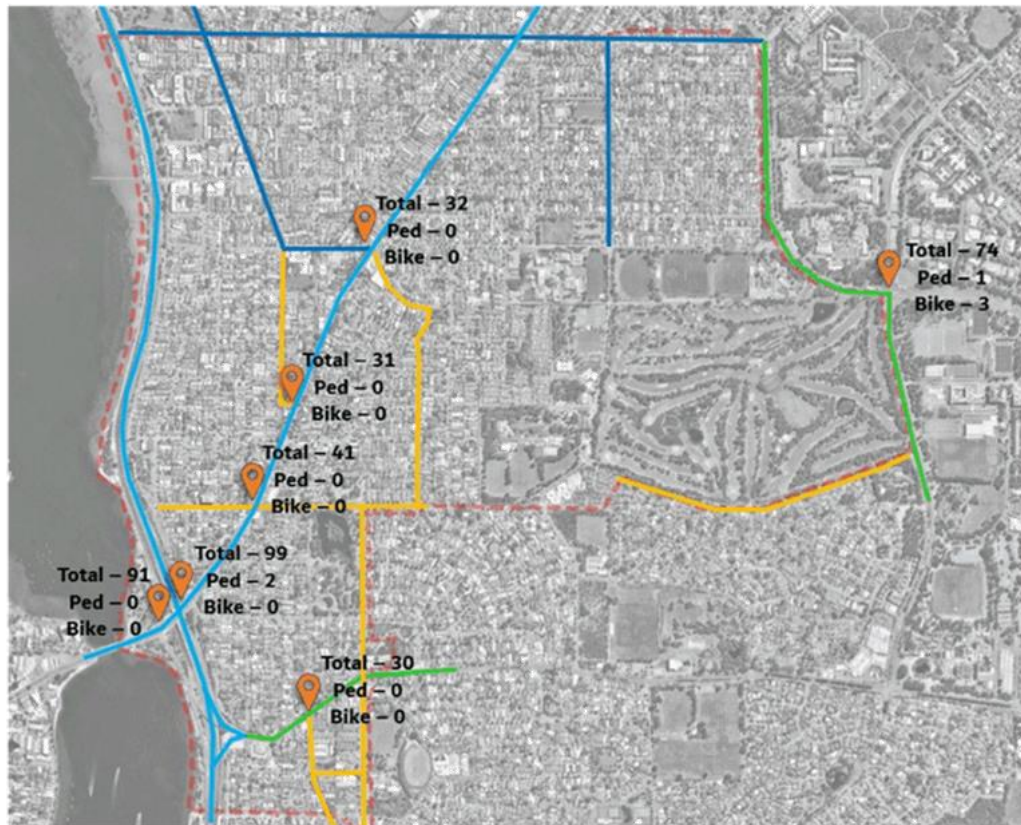 Total – 32
Ped – 0
Bike – 0
Total – 74
Ped – 1
Bike – 3
Total – 31
Ped – 0
Bike – 0
Total – 41
Ped – 0
Bike – 0
Total – 99
Ped – 2
Bike – 0
Total – 91
Ped – 0
Bike – 0
Total – 30
Ped – 0
Bike – 0